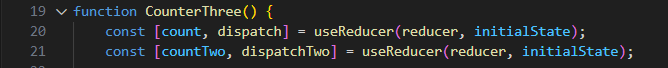 19 function CounterThree() {
20 const [count, dispatch] = useReducer(reducer, initialState);
21 const [countTwo, dispatchTwo] = useReducer(reducer, initialState);